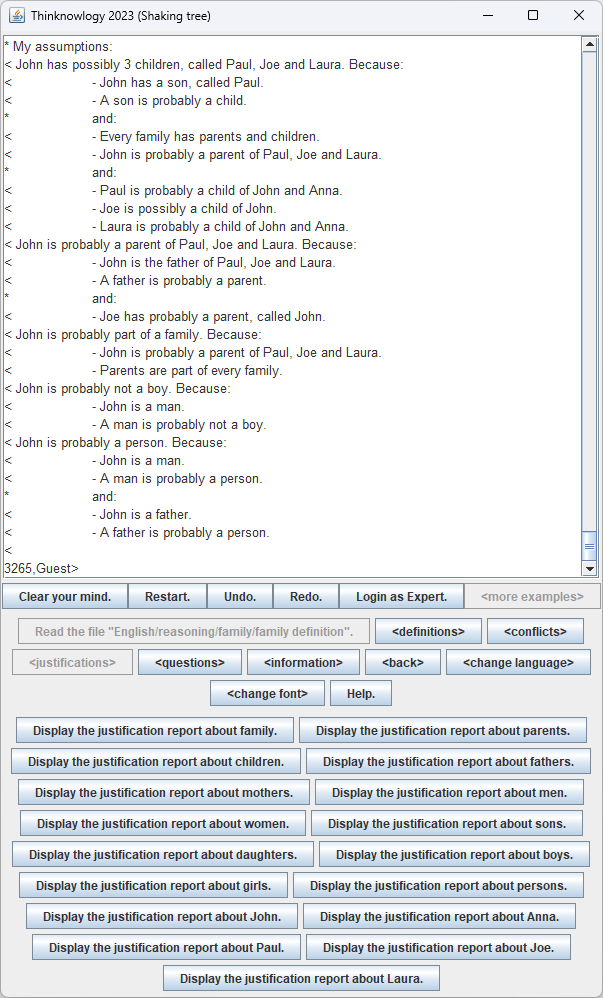 Thinknowlogy 2023 (Shaking tree)
* My assumptions:
< John has possibly 3 children, called Paul, Joe and Laura. Because:
< - John has a son, called Paul.
< - A son is probably a child.
* and:
< - Every family has parents and children.
< - John is probably a parent of Paul, Joe and Laura.
* and:
< - Paul is probably a child of John and Anna.
< - Joe is possibly a child of John.
< - Laura is probably a child of John and Anna.
< John is probably a parent of Paul, Joe and Laura. Because:
< - John is the father of Paul, Joe and Laura.
< - A father is probably a parent.
* and:
< - Joe has probably a parent, called John.
< John is probably part of a family. Because:
< - John is probably a parent of Paul, Joe and Laura.
< - Parents are part of every family.
< John is probably not a boy. Because:
< - John is a man.
< - A man is probably not a boy.
< John is probably a person. Because:
< - John is a man.
< - A man is probably a person.
* and:
< - John is a father.
< - A father is probably a person.
<
3265,Guest>
Clear your mind. Restart. Undo. Redo. Login as Expert. <more examples>
Read the file "English/reasoning/family/family definition". <definitions> <conflicts>
<justifications> <questions> <information> <back> <change language>
<change font> Help.
Display the justification report about family. Display the justification report about parents.
Display the justification report about children. Display the justification report about fathers.
Display the justification report about mothers. Display the justification report about men.
Display the justification report about women. Display the justification report about sons.
Display the justification report about daughters. Display the justification report about boys.
Display the justification report about girls. Display the justification report about persons.
Display the justification report about John. Display the justification report about Anna.
Display the justification report about Paul. Display the justification report about Joe.
Display the justification report about Laura.